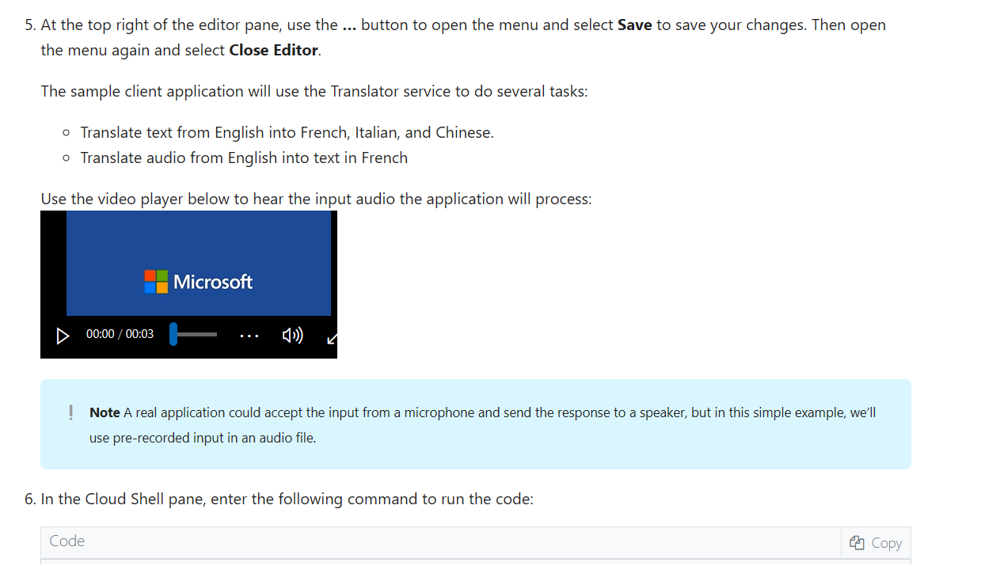 5. At the top right of the editor pane, use the ... button to open the menu and select Save to save your changes. Then open
the menu again and select Close Editor.
The sample client application will use the Translator service to do several tasks:
Translate text from English into French, Italian, and Chinese.
Translate audio from English into text in French
Use the video player below to hear the input audio the application will process:
Microsoft
00:00 / 00:03
Note A real application could accept the input from a microphone and send the response to a speaker, but in this simple example, we’ll
use pre-recorded input in an audio file.
6. In the Cloud Shell pane, enter the following command to run the code:
Code Copy